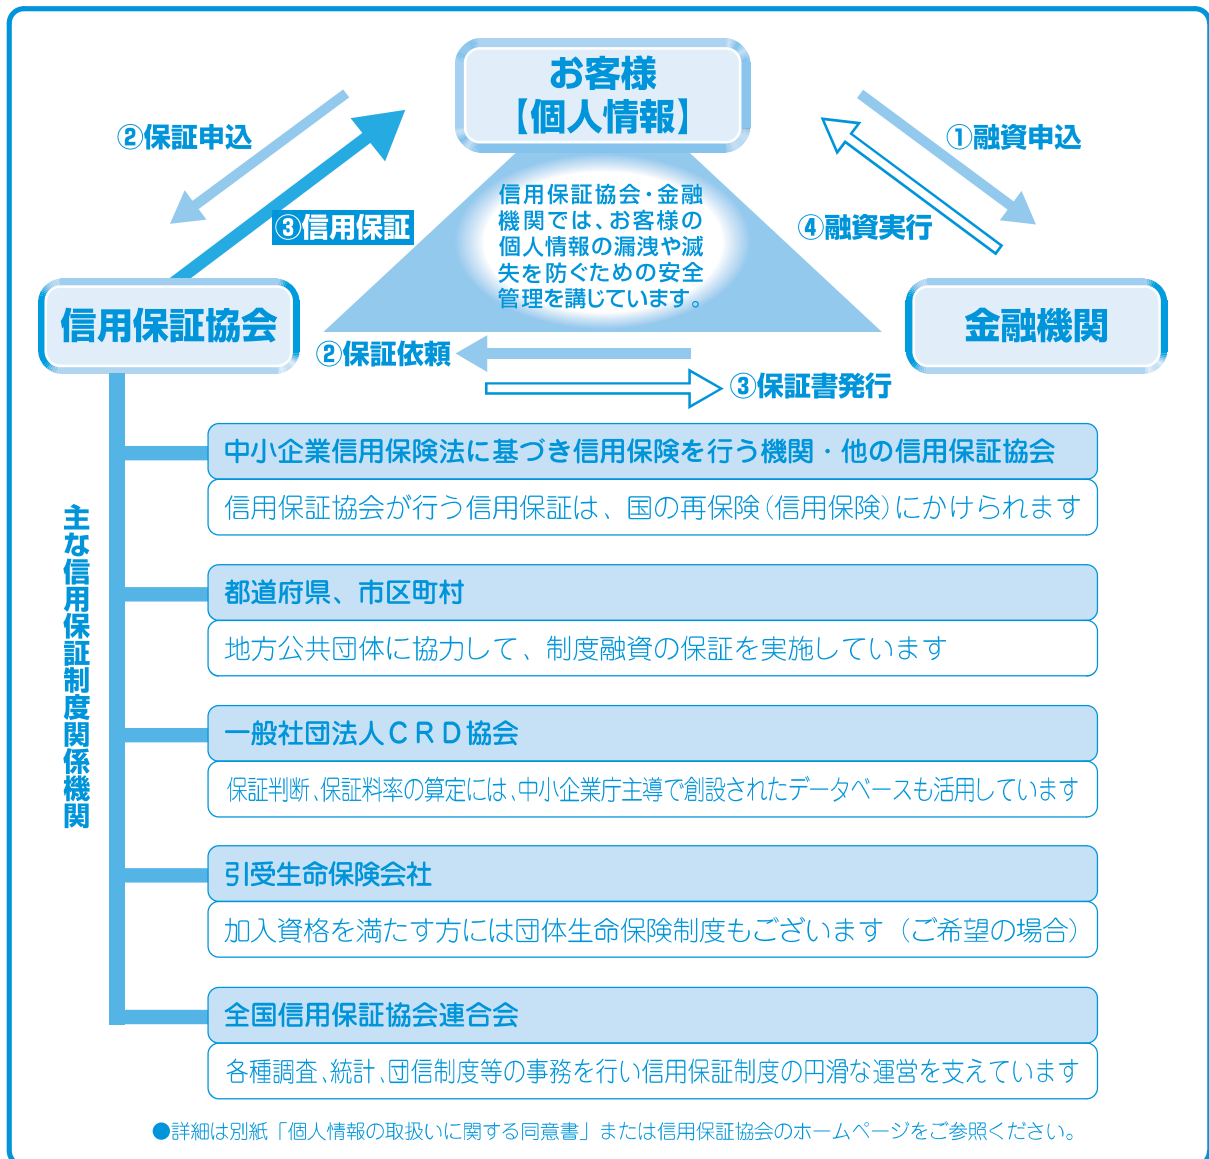 お客様
【個人情報】
②保証申込
①融資申込
③信用保証
④融資実行
信用保証協会・金融
機関では、お客様の
個人情報の漏洩や滅
失を防ぐための安全
管理を講じています。
信用保証協会
金融機関
②保証依頼
③保証書発行
主な信用保証制度関係機関
中小企業信用保険法に基づき信用保険を行う機関・他の信用保証協会
信用保証協会が行う信用保証は、国の再保険(信用保険)にかけられます
都道府県、市区町村
地方公共団体に協力して、制度融資の保証を実施しています
一般社団法人CRD協会
保証判断、保証料率の算定には、中小企業庁主導で創設されたデータベースも活用しています
引受生命保険会社
加入資格を満たす方には団体生命保険制度もございます(ご希望の場合)
全国信用保証協会連合会
各種調査、統計、団信制度等の事務を行い信用保証制度の円滑な運営を支えています
●詳細は別紙「個人情報の取扱いに関する同意書」または信用保証協会のホームページをご参照ください。